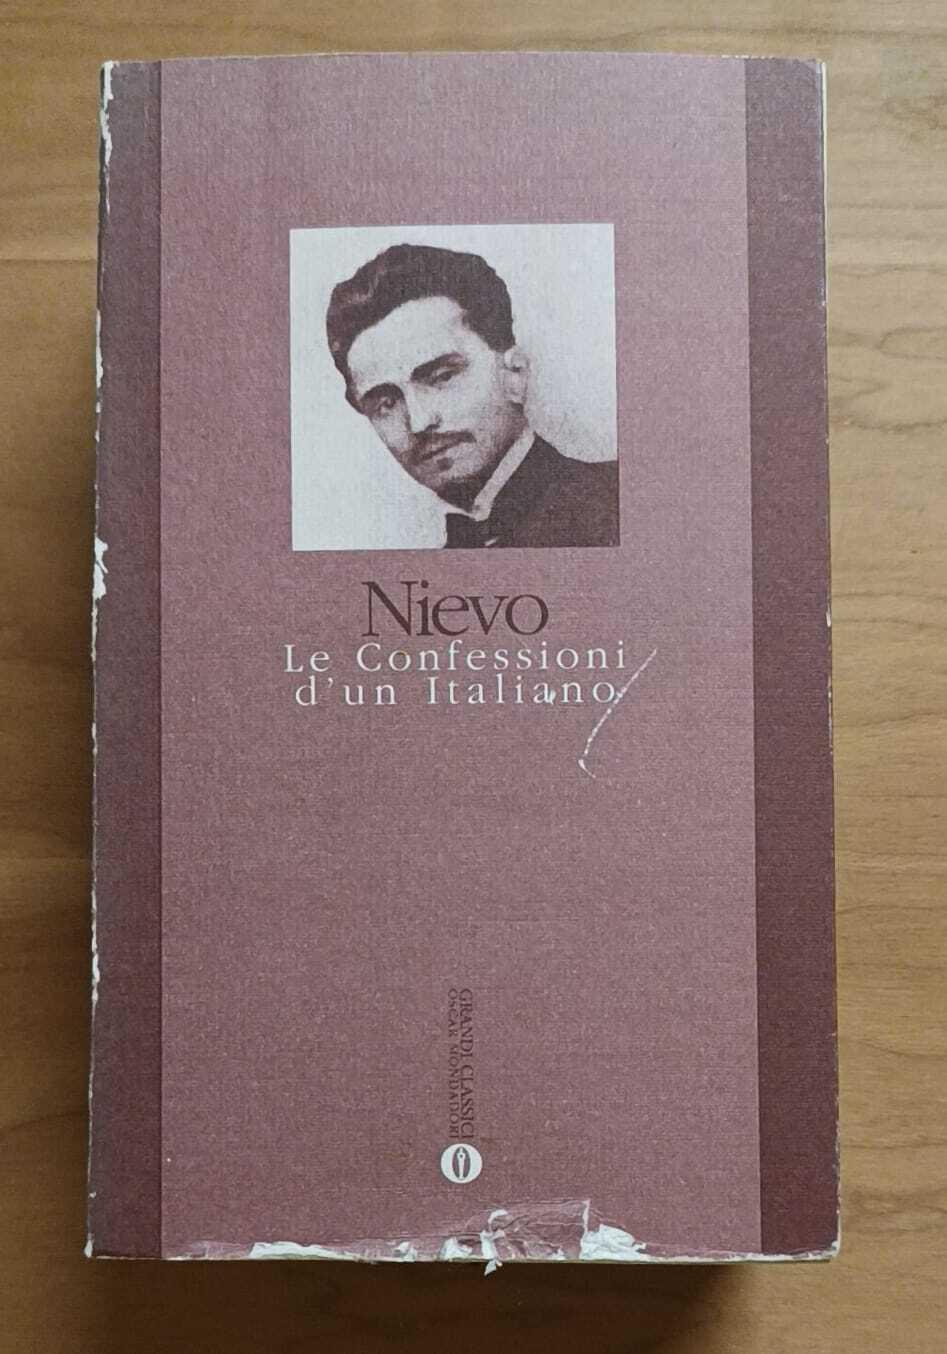 Nievo
Le Confessioni
d'un Italiano
GRANDI CLASSICI
OSCAR MONDADORI